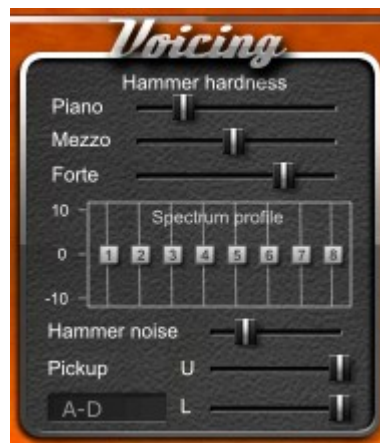 Voicing
Hammer hardness
Piano
Mezzo
Forte
10 Spectrum profile
0 1 2 3 4 5 6 7 8
-10
Hammer noise
Pickup U
A-D L